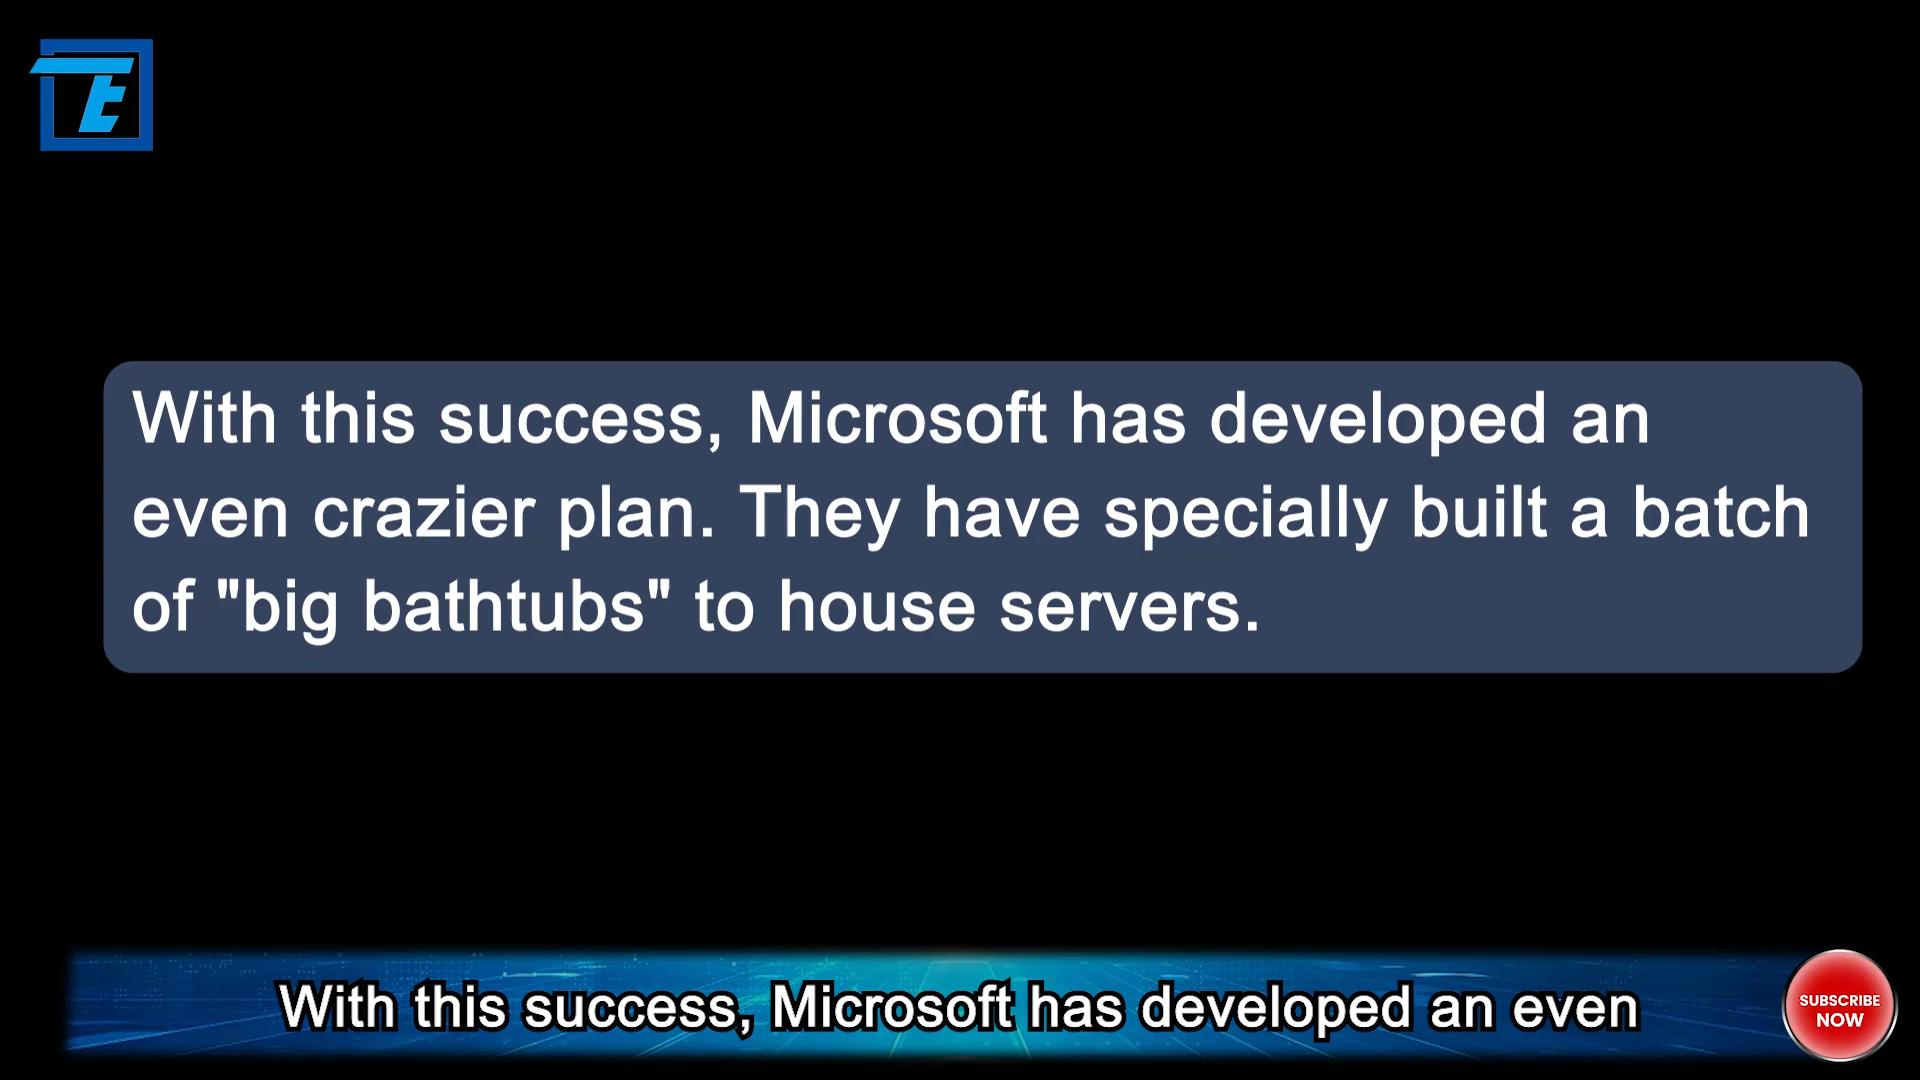 TE
With this success, Microsoft has developed an
even crazier plan. They have specially built a batch
of "big bathtubs" to house servers.
With this success, Microsoft has developed an even
SUBSCRIBE
NOW